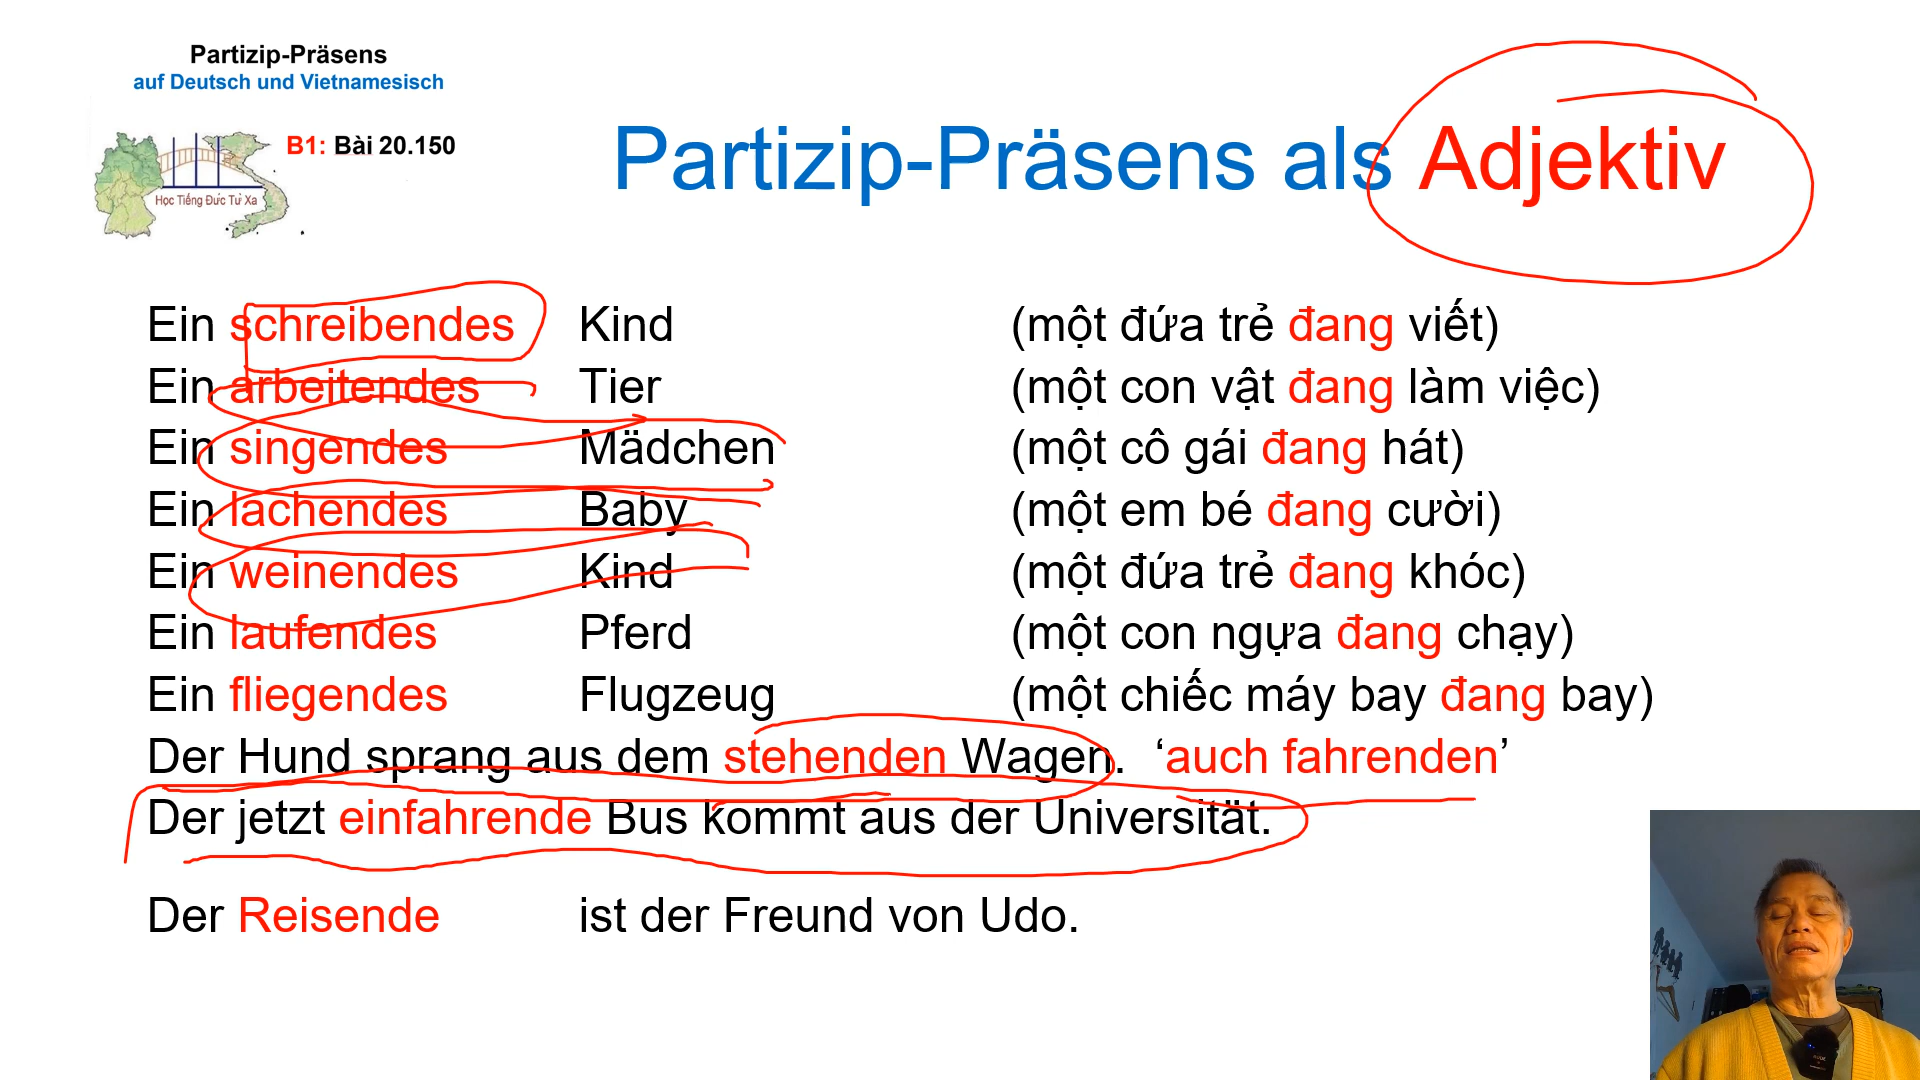 Partizip-Präsens
auf Deutsch und Vietnamesisch
B1: Bài 20.150
Học Tiếng Đức Từ Xa
Partizip-Präsens als Adjektiv
Ein schreibendes Kind (một đứa trẻ đang viết)
Ein arbeitendes Tier (một con vật đang làm việc)
Ein singendes Mädchen (một cô gái đang hát)
Ein lachendes Baby (một em bé đang cười)
Ein weinendes Kind (một đứa trẻ đang khóc)
Ein laufendes Pferd (một con ngựa đang chạy)
Ein fliegendes Flugzeug (một chiếc máy bay đang bay)
Der Hund sprang aus dem stehenden Wagen. ‘auch fahrenden’
Der jetzt einfahrende Bus kommt aus der Universität.
Der Reisende ist der Freund von Udo.